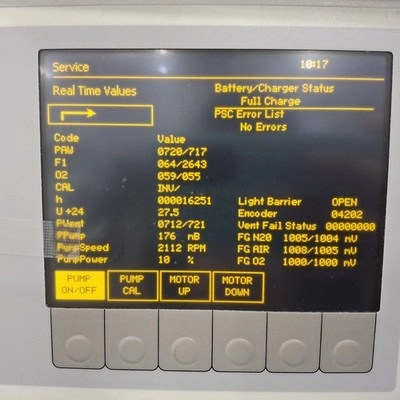 Service 10:17
Real Time Values
Battery/Charger Status
Full Charge
PSC Error List
No Errors
Code Value
PAW 0720/717
F1 064/2643
O2 059/055
CAL INV/
h 000016251
U +24 27.5
PVent 0712/721
PPump 176 mB
PumpSpeed 2112 RPM
PumpPower 10 %
Light Barrier OPEN
Encoder 04202
Vent Fail Status 00000000
FG N2O 1005/1004 mV
FG AIR 1008/1005 mV
FG O2 1000/1000 mV
PUMP ON/OFF
PUMP CAL
MOTOR UP
MOTOR DOWN